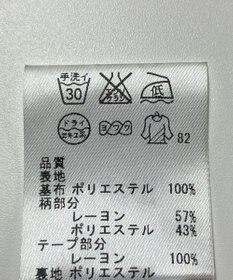 手洗イ
30
エンソサラシ
低
ドライ
セキユ系
ヨワク
82
品質
表地
基布 ポリエステル 100%
柄部分
レーヨン 57%
ポリエステル 43%
テープ部分
レーヨン 100%
裏地 ポリエステル